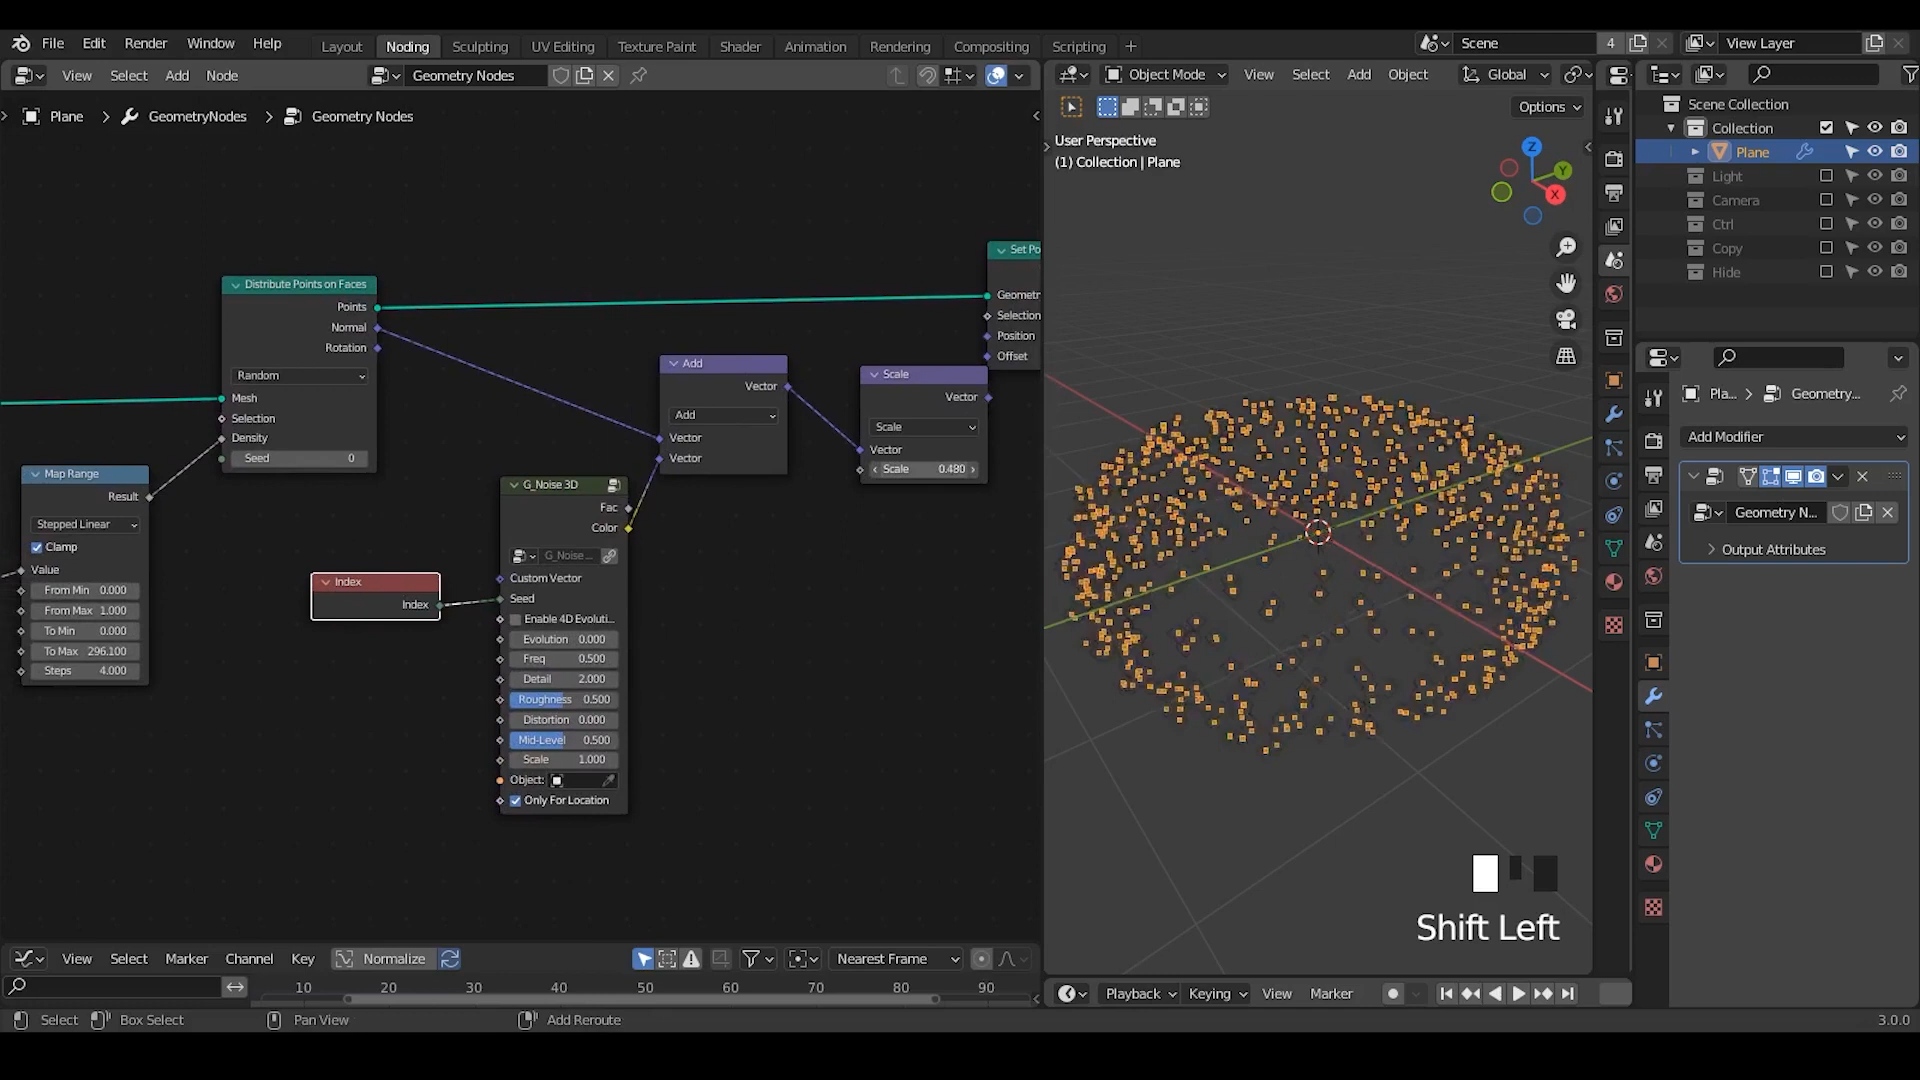 File Edit Render Window Help
Layout Noding Sculpting UV Editing Texture Paint Shader Animation Rendering Compositing Scripting +
Scene 4 View Layer
View Select Add Node Geometry Nodes
Object Mode View Select Add Object Global
Plane > GeometryNodes > Geometry Nodes
Options
User Perspective
(1) Collection | Plane
Z
Y
X
Scene Collection
Collection
Plane
Light
Camera
Ctrl
Copy
Hide
Distribute Points on Faces
Points
Normal
Rotation
Random
Mesh
Selection
Density
Seed 0
Map Range
Result
Stepped Linear
Clamp
Value
From Min 0.000
From Max 1.000
To Min 0.000
To Max 296.100
Steps 4.000
Index
Index
G_Noise 3D
Fac
Color
G_Noise...
Custom Vector
Seed
Enable 4D Evoluti...
Evolution 0.000
Freq 0.500
Detail 2.000
Roughness 0.500
Distortion 0.000
Mid-Level 0.500
Scale 1.000
Object:
Only For Location
Add
Vector
Add
Vector
Vector
Scale
Vector
Scale
Vector
Scale 0.480
Set Po
Geometr
Selection
Position
Offset
Pla... > Geometry...
Add Modifier
Geometry N...
Output Attributes
Shift Left
View Select Marker Channel Key Normalize Nearest Frame
10 20 30 40 50 60 70 80 90
Playback Keying View Marker
Select Box Select Pan View Add Reroute
3.0.0